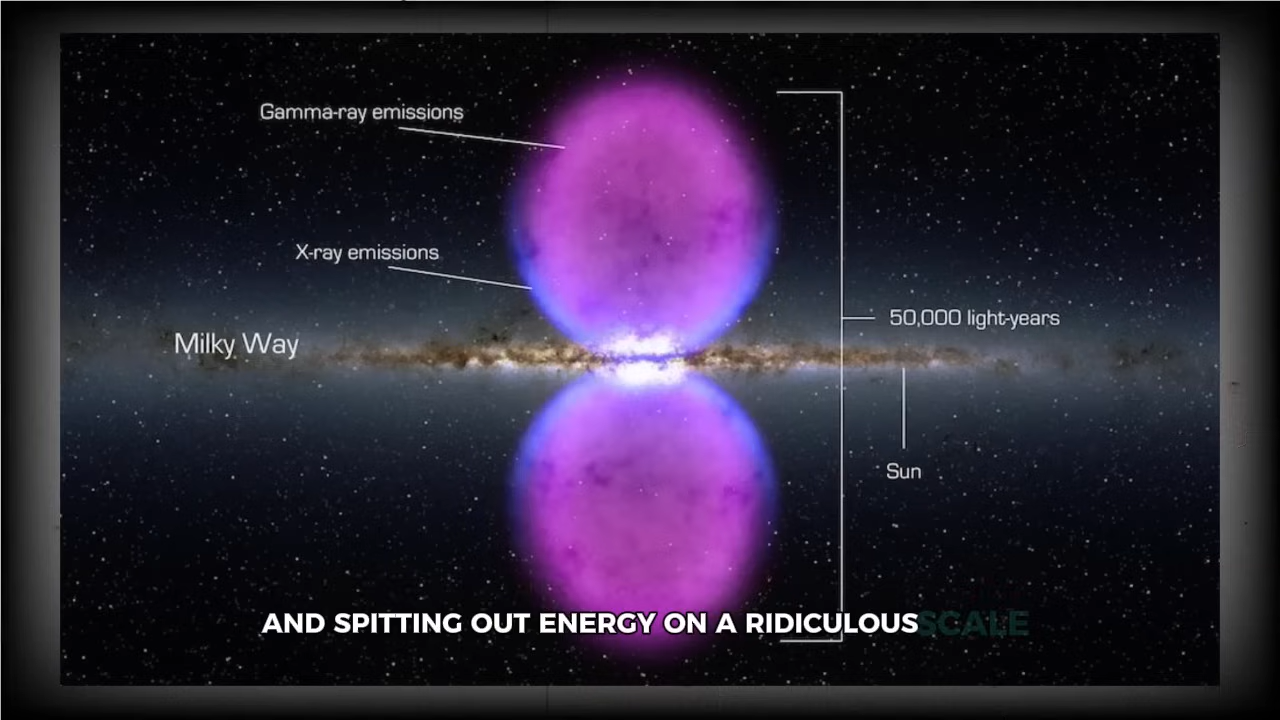 Gamma-ray emissions
X-ray emissions
Milky Way
50,000 light-years
Sun
AND SPITTING OUT ENERGY ON A RIDICULOUS SCALE